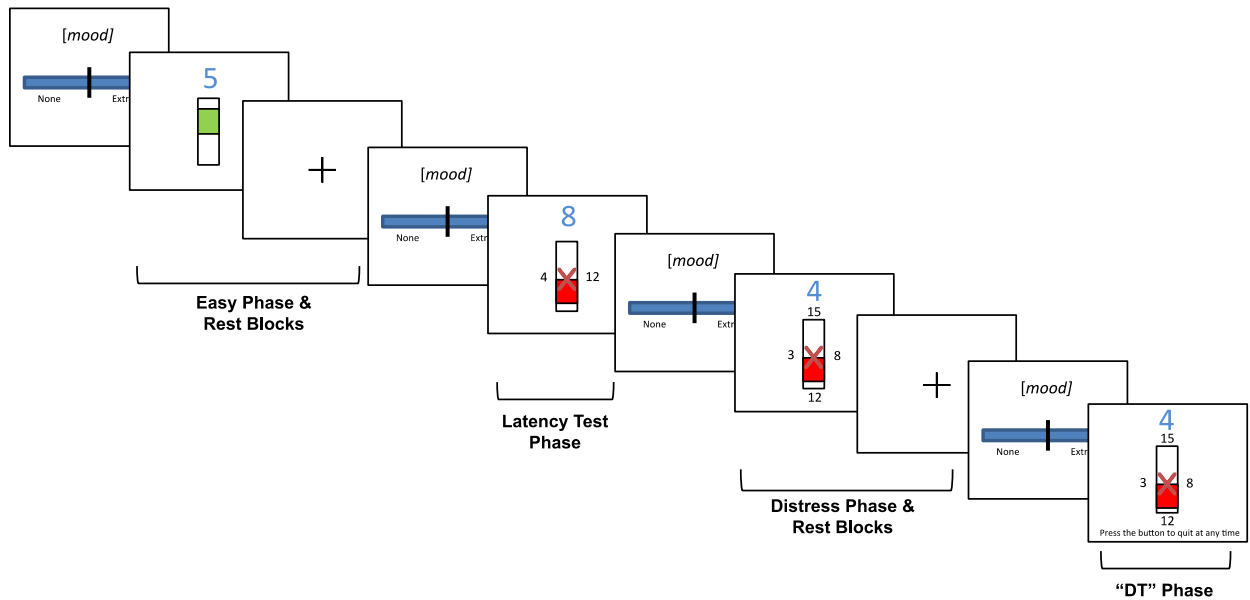 [mood]
None Extr
5
Easy Phase &
Rest Blocks
[mood]
None Extr
8
4 12
Latency Test
Phase
[mood]
None Extr
4
15
3 8
12
Distress Phase &
Rest Blocks
[mood]
None Extr
4
15
3 8
12
Press the button to quit at any time
“DT” Phase